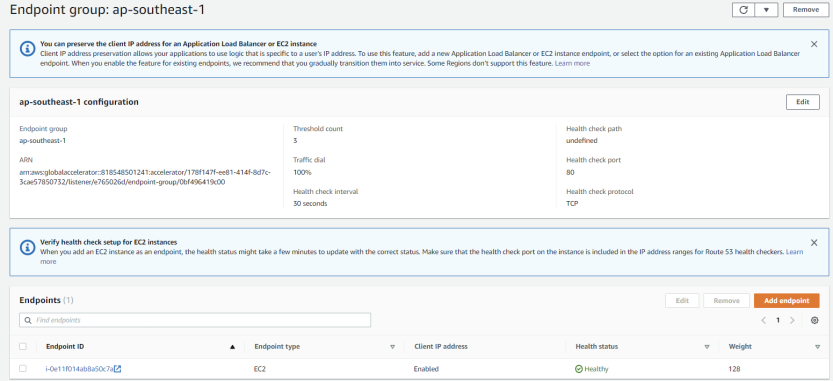 Endpoint group: ap-southeast-1
Remove
You can preserve the client IP address for an Application Load Balancer or EC2 instance
Client IP address preservation allows your applications to use logic that is specific to a user's IP address. To use this feature, add a new Application Load Balancer or EC2 instance endpoint, or select the option for an existing Application Load Balancer
endpoint. When you enable the feature for existing endpoints, we recommend that you gradually transition them into service. Some Regions don't support this feature. Learn more
ap-southeast-1 configuration
Edit
Endpoint group
ap-southeast-1
ARN
arn:aws:globalaccelerator::818548501241:accelerator/178f147f-ee81-414f-8d7c-
3cae57850732/listener/e765026d/endpoint-group/0bf496419c00
Threshold count
3
Traffic dial
100%
Health check interval
30 seconds
Health check path
undefined
Health check port
80
Health check protocol
TCP
Verify health check setup for EC2 instances
When you add an EC2 instance as an endpoint, the health status might take a few minutes to update with the correct status. Make sure that the health check port on the instance is included in the IP address ranges for Route 53 health checkers. Learn
more
Endpoints (1)
Edit
Remove
Add endpoint
Find endpoints
1
Endpoint ID
Endpoint type
Client IP address
Health status
Weight
i-0e11f014ab8a50c7a
EC2
Enabled
Healthy
128